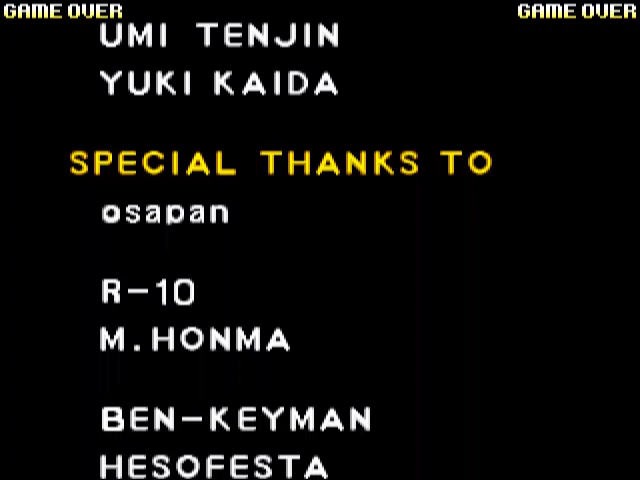 GAME OVER GAME OVER
UMI TENJIN
YUKI KAIDA
SPECIAL THANKS TO
osapan
R-10
M.HONMA
BEN-KEYMAN
HESOFESTA